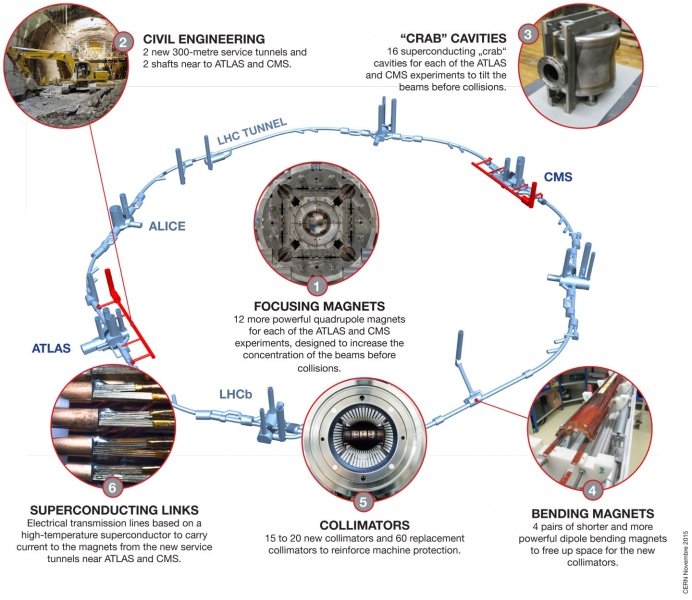 2
CIVIL ENGINEERING
2 new 300-metre service tunnels and
2 shafts near to ATLAS and CMS.
“CRAB” CAVITIES
16 superconducting „crab“
cavities for each of the ATLAS
and CMS experiments to tilt the
beams before collisions.
3
LHC TUNNEL
CMS
ALICE
1
FOCUSING MAGNETS
12 more powerful quadrupole magnets
for each of the ATLAS and CMS
experiments, designed to increase the
concentration of the beams before
collisions.
ATLAS
LHCb
6
SUPERCONDUCTING LINKS
Electrical transmission lines based on a
high-temperature superconductor to carry
current to the magnets from the new service
tunnels near ATLAS and CMS.
5
COLLIMATORS
15 to 20 new collimators and 60 replacement
collimators to reinforce machine protection.
4
BENDING MAGNETS
4 pairs of shorter and more
powerful dipole bending magnets
to free up space for the new
collimators.
CERN Novembre 2015